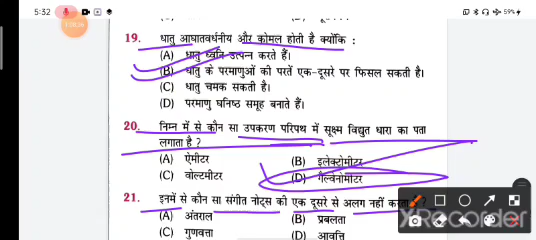 5:32
59%
19. धातु आघातवर्धनीय और कोमल होती है क्योंकि :
(A) धातु ध्वनि उत्पन्न करते हैं।
(B) धातु के परमाणुओं की परतें एक-दूसरे पर फिसल सकती है।
(C) धातु चमक सकती है।
(D) परमाणु घनिष्ठ समूह बनाते हैं।
20. निम्न में से कौन सा उपकरण परिपथ में सूक्ष्म विद्युत धारा का पता
लगाता है ?
(A) ऐमीटर (B) इलेक्ट्रोमीटर
(C) वोल्टमीटर (D) गैल्वेनोमीटर
21. इनमें से कौन सा संगीत नोट्स की एक दूसरे से अलग नहीं
(A) अंतराल (B) प्रबलता
(C) गुणवत्ता (D) आवृत्ति
XRecorder